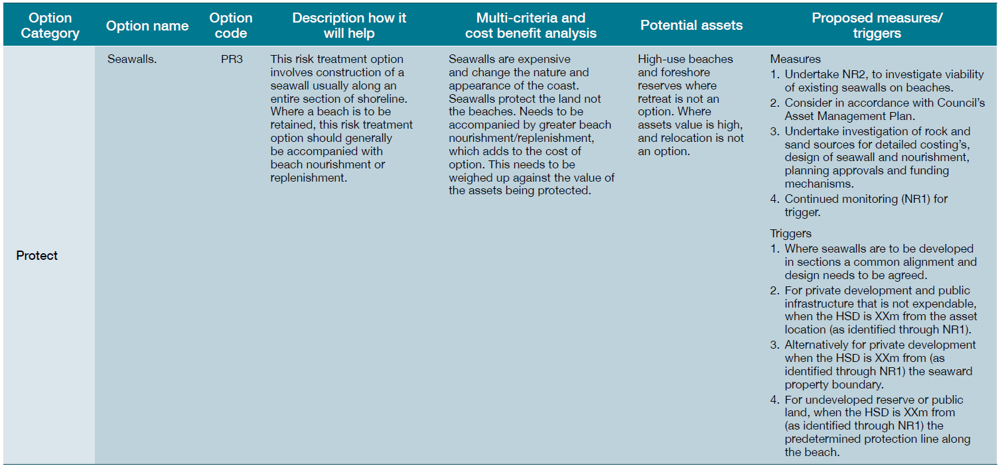 Option
Category
Option name
Option
code
Description how it
will help
Multi-criteria and
cost benefit analysis
Potential assets
Proposed measures/
triggers
Protect
Seawalls.
PR3
This risk treatment option
involves construction of a
seawall usually along an
entire section of shoreline.
Where a beach is to be
retained, this risk treatment
option should generally
be accompanied with
beach nourishment or
replenishment.
Seawalls are expensive
and change the nature and
appearance of the coast.
Seawalls protect the land not
the beaches. Needs to be
accompanied by greater beach
nourishment/replenishment,
which adds to the cost of
option. This needs to be
weighed up against the value of
the assets being protected.
High-use beaches
and foreshore
reserves where
retreat is not an
option. Where
assets value is high,
and relocation is not
an option.
Measures
1. Undertake NR2, to investigate viability
of existing seawalls on beaches.
2. Consider in accordance with Council's
Asset Management Plan.
3. Undertake investigation of rock and
sand sources for detailed costing's,
design of seawall and nourishment,
planning approvals and funding
mechanisms.
4. Continued monitoring (NR1) for
trigger.
Triggers
1. Where seawalls are to be developed
in sections a common alignment and
design needs to be agreed.
2. For private development and public
infrastructure that is not expendable,
when the HSD is XXm from the asset
location (as identified through NR1).
3. Alternatively for private development
when the HSD is XXm from (as
identified through NR1) the seaward
property boundary.
4. For undeveloped reserve or public
land, when the HSD is XXm from
(as identified through NR1) the
predetermined protection line along
the beach.